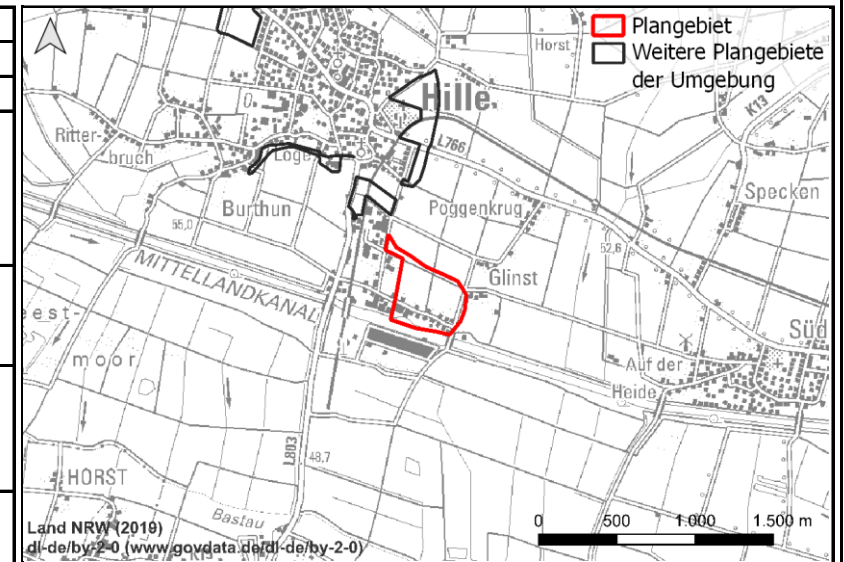 Plangebiet
Weitere Plangebiete
der Umgebung
Horst
Hille
K13
Ritter-
bruch
Loge
L766
Burthun
Poggenkrug
Specken
55,0
52,6
MITTELLANDKANAL
Glinst
eest-
moor
Süd
Auf der
Heide
L803
48,7
HORST
Bastau
Land NRW (2019)
dl-de/by-2-0 (www.govdata.de/dl-de/by-2-0)
0 500 1.000 1.500 m